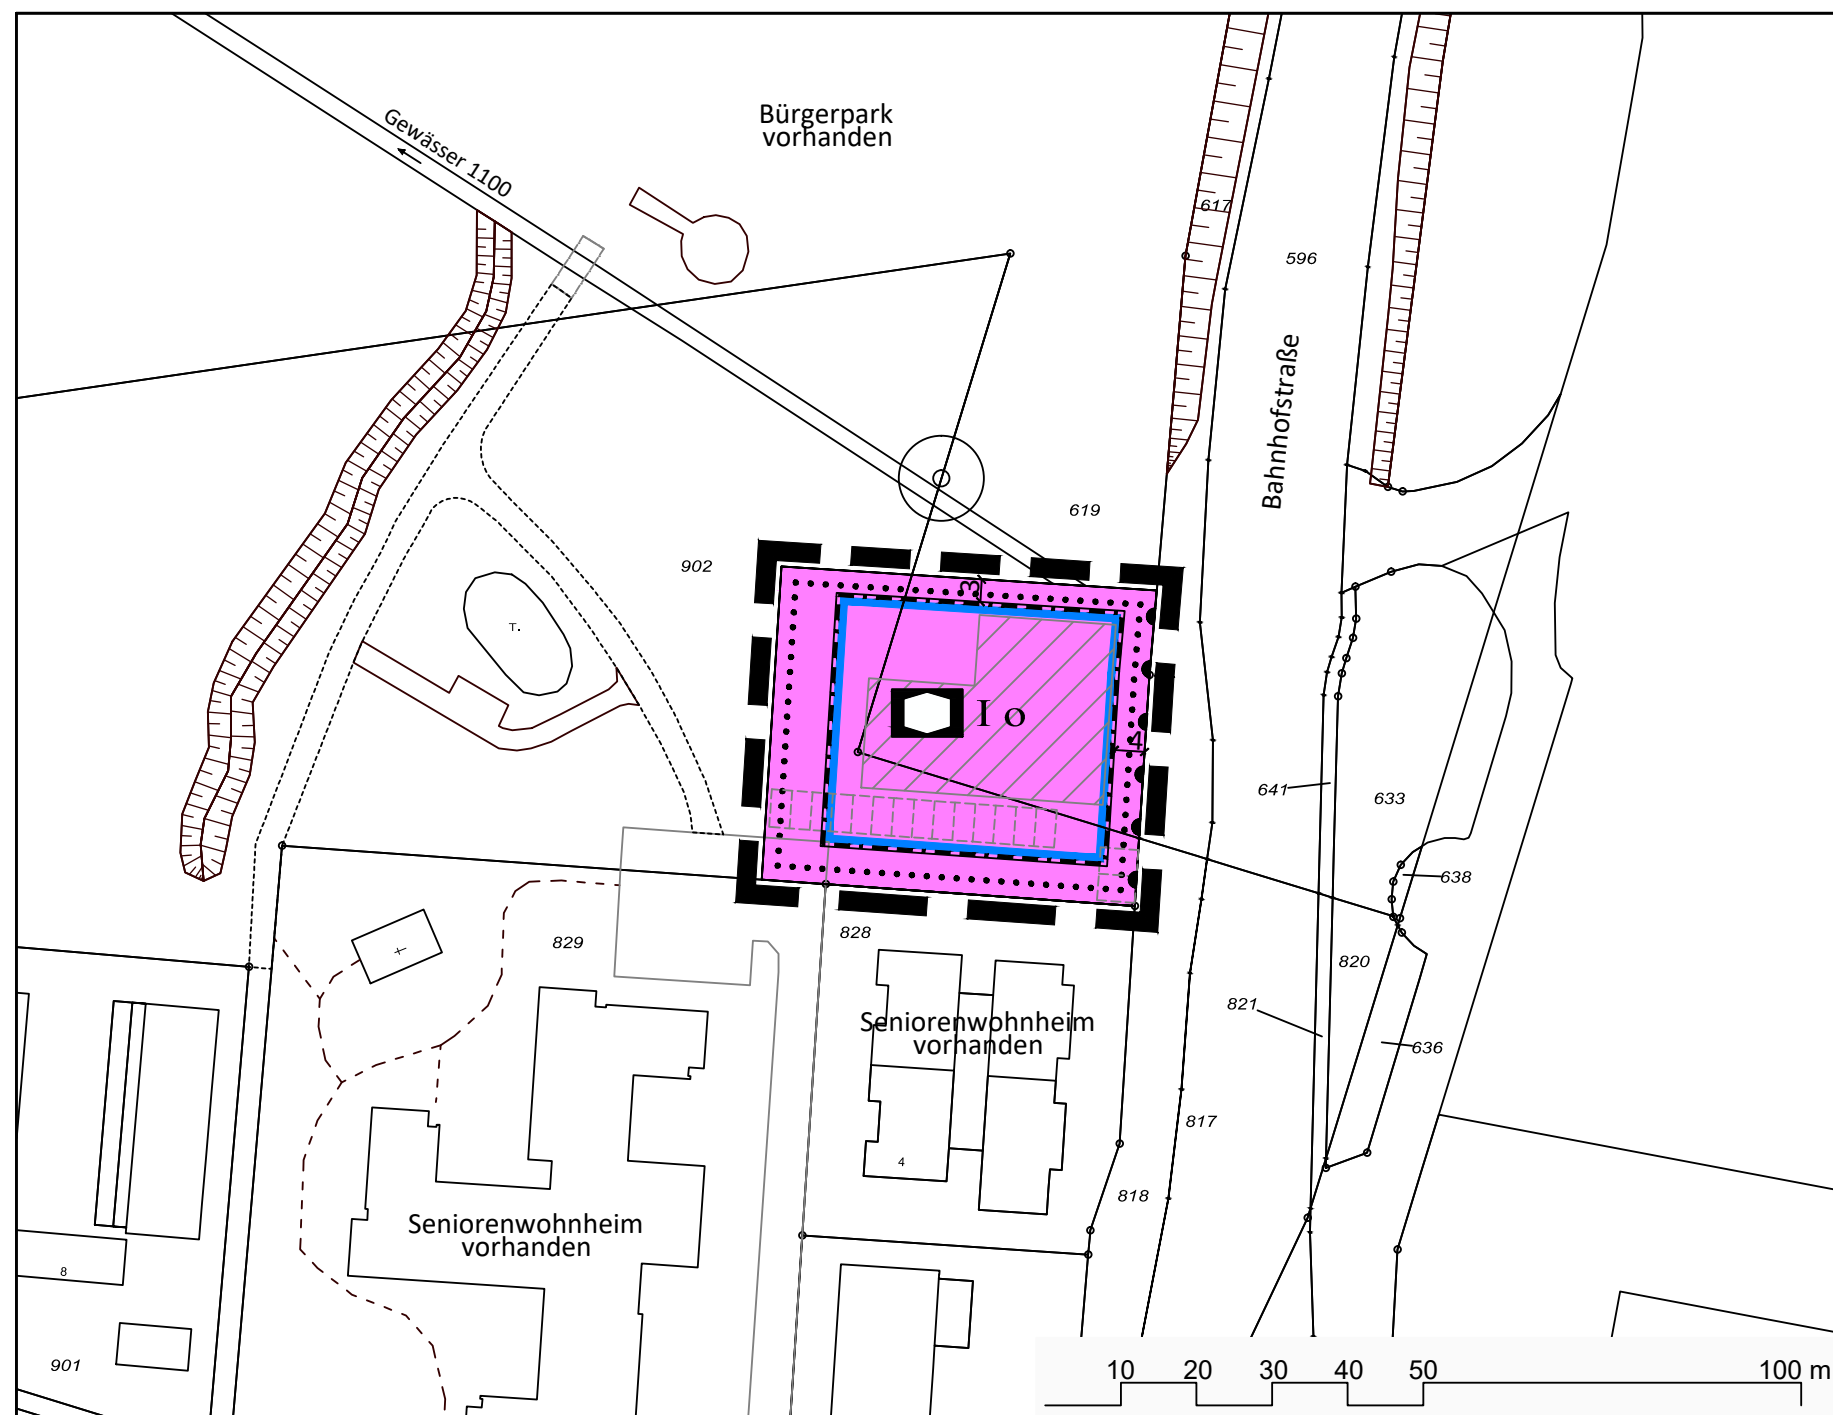 Bürgerpark
vorhanden
Gewässer 1100
617
596
Bahnhofstraße
619
902
3
T.
I o
4
641
633
638
829
828
820
821
Seniorenwohnheim
vorhanden
636
817
4
818
Seniorenwohnheim
vorhanden
8
901
10 20 30 40 50 100 m